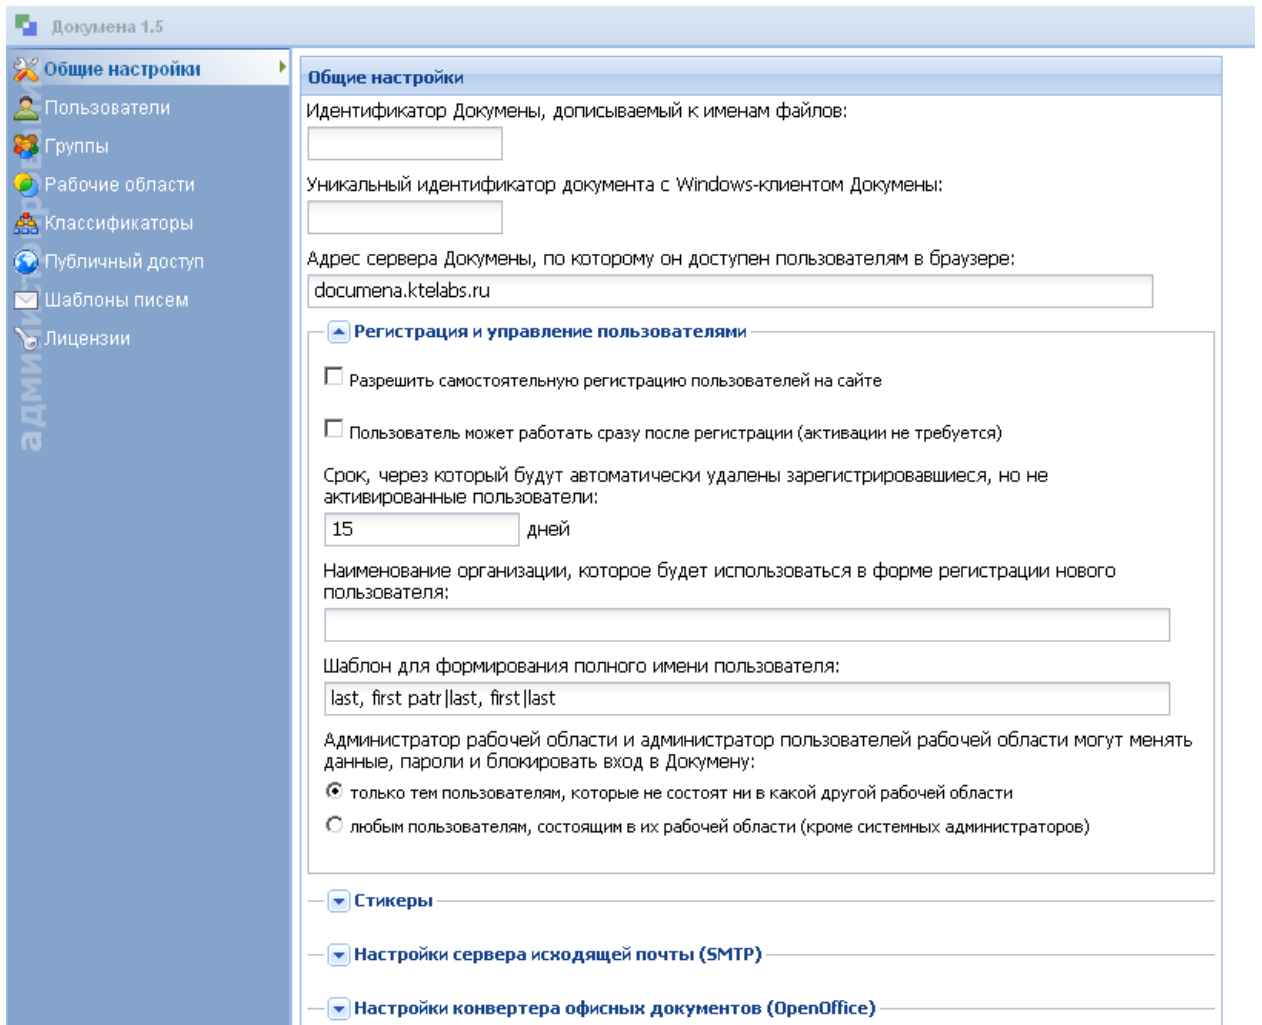 Докумена 1.5
Общие настройки
Пользователи
Группы
Рабочие области
Классификаторы
Публичный доступ
Шаблоны писем
Лицензии
администрирование
Общие настройки
Идентификатор Докумены, дописываемый к именам файлов:
Уникальный идентификатор документа с Windows-клиентом Докумены:
Адрес сервера Докумены, по которому он доступен пользователям в браузере:
documena.ktelabs.ru
Регистрация и управление пользователями
Разрешить самостоятельную регистрацию пользователей на сайте
Пользователь может работать сразу после регистрации (активации не требуется)
Срок, через который будут автоматически удалены зарегистрировавшиеся, но не
активированные пользователи:
15 дней
Наименование организации, которое будет использоваться в форме регистрации нового
пользователя:
Шаблон для формирования полного имени пользователя:
last, first patr|last, first|last
Администратор рабочей области и администратор пользователей рабочей области могут менять
данные, пароли и блокировать вход в Докумену:
только тем пользователям, которые не состоят ни в какой другой рабочей области
любым пользователям, состоящим в их рабочей области (кроме системных администраторов)
Стикеры
Настройки сервера исходящей почты (SMTP)
Настройки конвертера офисных документов (OpenOffice)